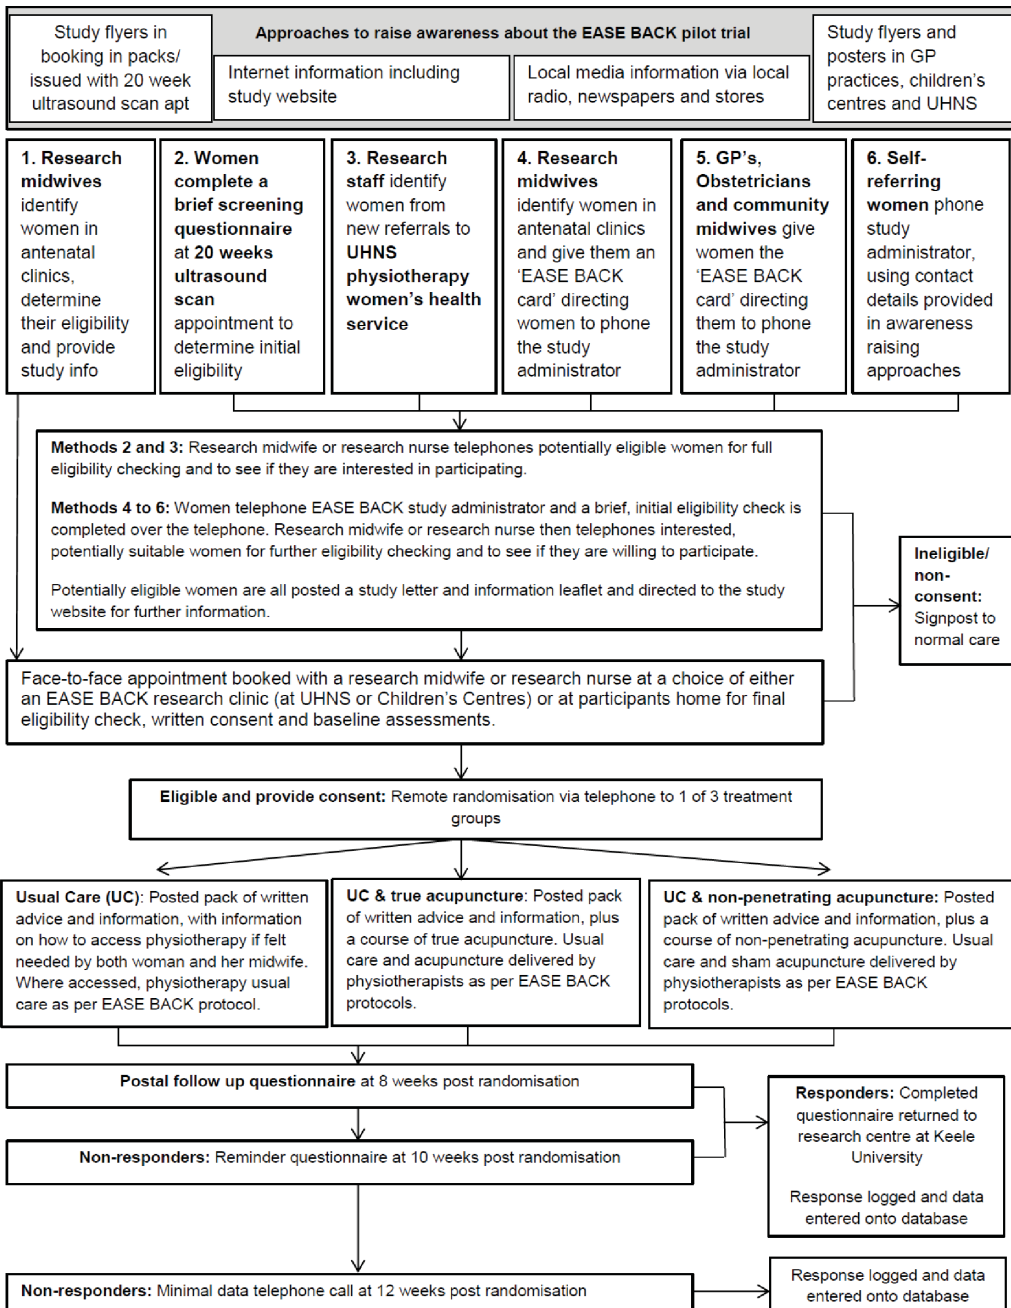 Study flyers in
booking in packs/
issued with 20 week
ultrasound scan apt
Approaches to raise awareness about the EASE BACK pilot trial
Internet information including
study website
Local media information via local
radio, newspapers and stores
Study flyers and
posters in GP
practices, children's
centres and UHNS
1. Research
midwives
identify
women in
antenatal
clinics,
determine
their eligibility
and provide
study info
2. Women
complete a
brief screening
questionnaire
at 20 weeks
ultrasound
scan
appointment to
determine initial
eligibility
3. Research
staff identify
women from
new referrals to
UHNS
physiotherapy
women's health
service
4. Research
midwives
identify women in
antenatal clinics
and give them an
'EASE BACK
card' directing
women to phone
the study
administrator
5. GP's,
Obstetricians
and community
midwives give
women the
'EASE BACK
card' directing
them to phone
the study
administrator
6. Self-
referring
women phone
study
administrator,
using contact
details provided
in awareness
raising
approaches
Methods 2 and 3: Research midwife or research nurse telephones potentially eligible women for full
eligibility checking and to see if they are interested in participating.
Methods 4 to 6: Women telephone EASE BACK study administrator and a brief, initial eligibility check is
completed over the telephone. Research midwife or research nurse then telephones interested,
potentially suitable women for further eligibility checking and to see if they are willing to participate.
Potentially eligible women are all posted a study letter and information leaflet and directed to the study
website for further information.
Ineligible/
non-
consent:
Signpost to
normal care
Face-to-face appointment booked with a research midwife or research nurse at a choice of either
an EASE BACK research clinic (at UHNS or Children's Centres) or at participants home for final
eligibility check, written consent and baseline assessments.
Eligible and provide consent: Remote randomisation via telephone to 1 of 3 treatment
groups
Usual Care (UC): Posted pack of written
advice and information, with information
on how to access physiotherapy if felt
needed by both woman and her midwife.
Where accessed, physiotherapy usual
care as per EASE BACK protocol.
UC & true acupuncture: Posted pack
of written advice and information, plus
a course of true acupuncture. Usual
care and acupuncture delivered by
physiotherapists as per EASE BACK
protocols.
UC & non-penetrating acupuncture: Posted
pack of written advice and information, plus a
course of non-penetrating acupuncture. Usual
care and sham acupuncture delivered by
physiotherapists as per EASE BACK
protocols.
Postal follow up questionnaire at 8 weeks post randomisation
Non-responders: Reminder questionnaire at 10 weeks post randomisation
Responders: Completed
questionnaire returned to
research centre at Keele
University
Response logged and data
entered onto database
Non-responders: Minimal data telephone call at 12 weeks post randomisation
Response logged and data
entered onto database